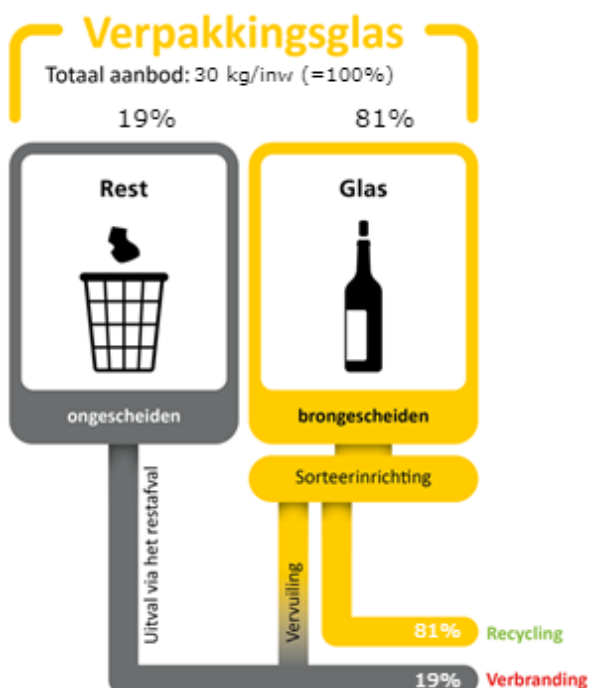 Verpakkingsglas
Totaal aanbod: 30 kg/inw (=100%)
19% 81%
Rest Glas
ongescheiden brongescheiden
Sorteerinrichting
Uitval via het restafval
Vervuiling
81% Recycling
19% Verbranding